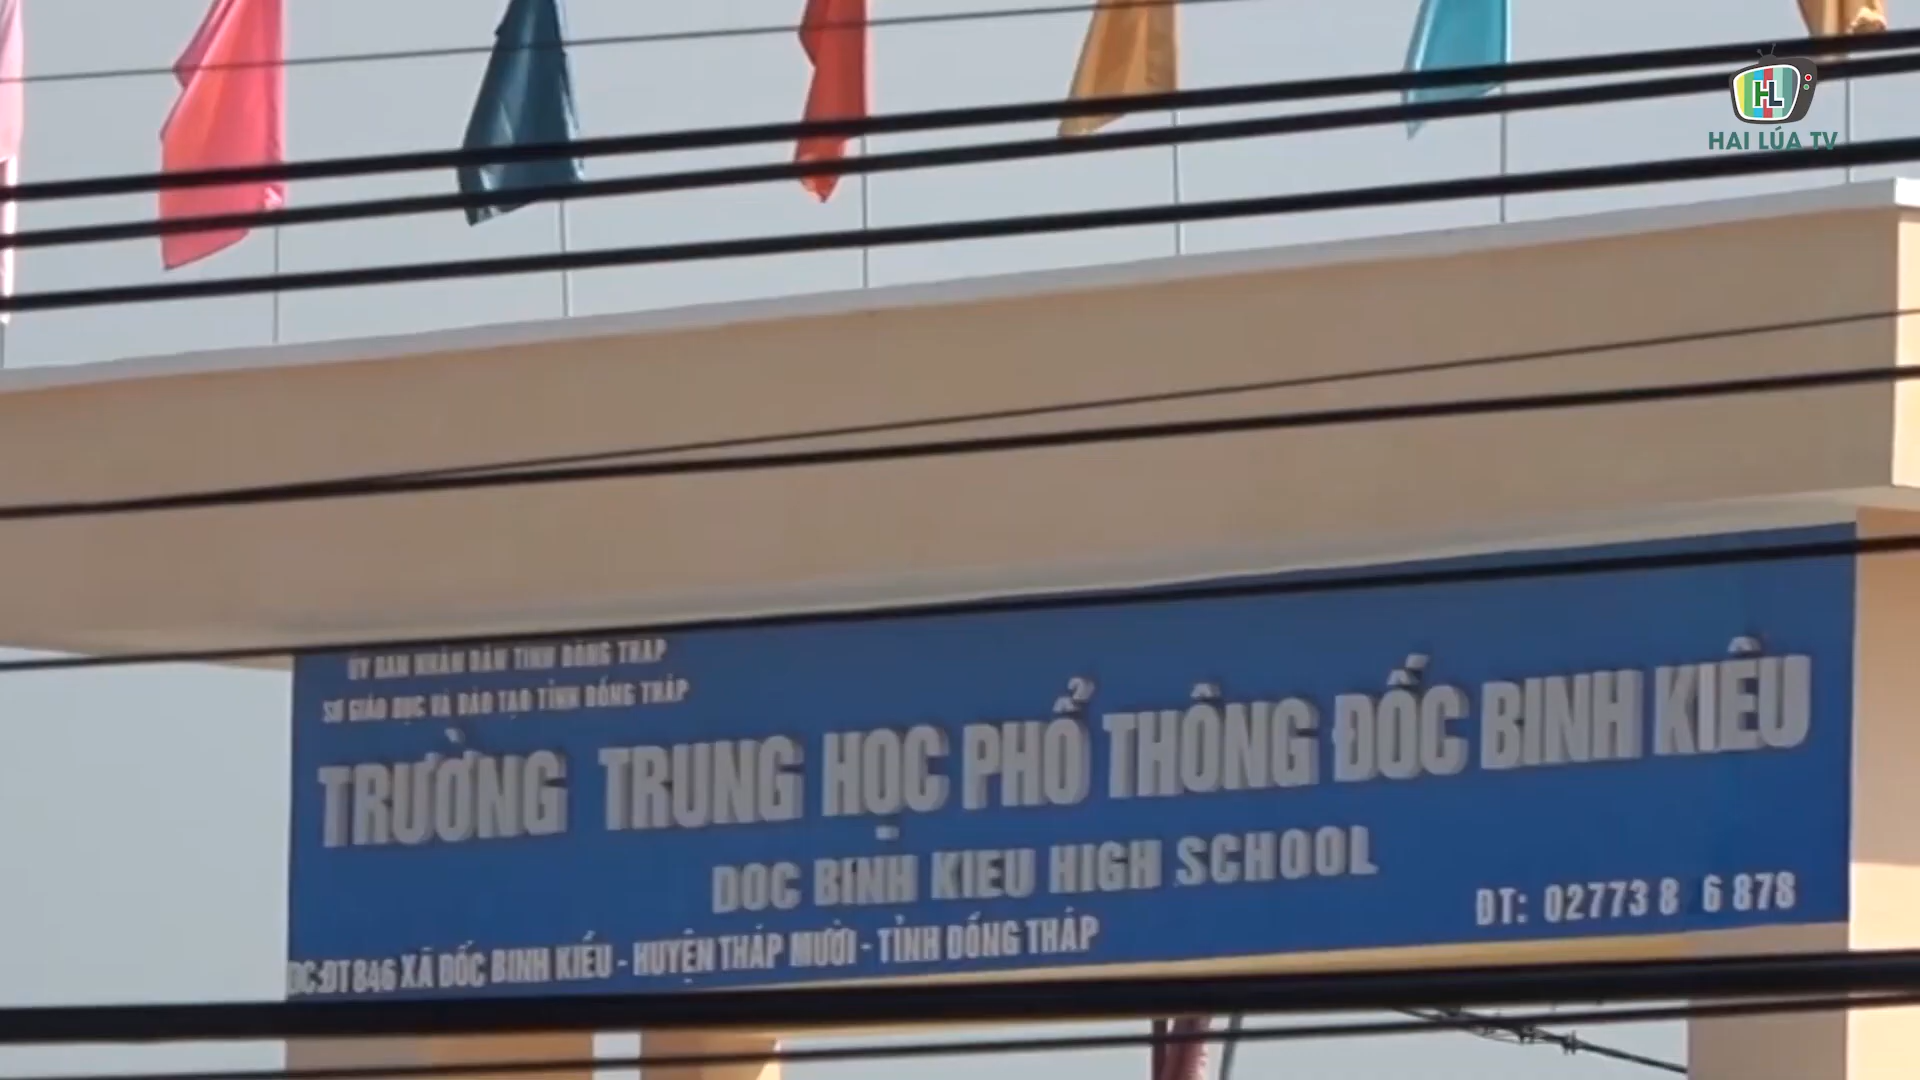 HL
HAI LÚA TV
ỦY BAN NHÂN DÂN TỈNH ĐỒNG THÁP
SỞ GIÁO DỤC VÀ ĐÀO TẠO TỈNH ĐỒNG THÁP
TRƯỜNG TRUNG HỌC PHỔ THÔNG ĐỐC BINH KIỀU
DOC BINH KIEU HIGH SCHOOL
ĐT: 02773 8 6 878
ĐC:ĐT 846 XÃ ĐỐC BINH KIỀU - HUYỆN THÁP MƯỜI - TỈNH ĐỒNG THÁP